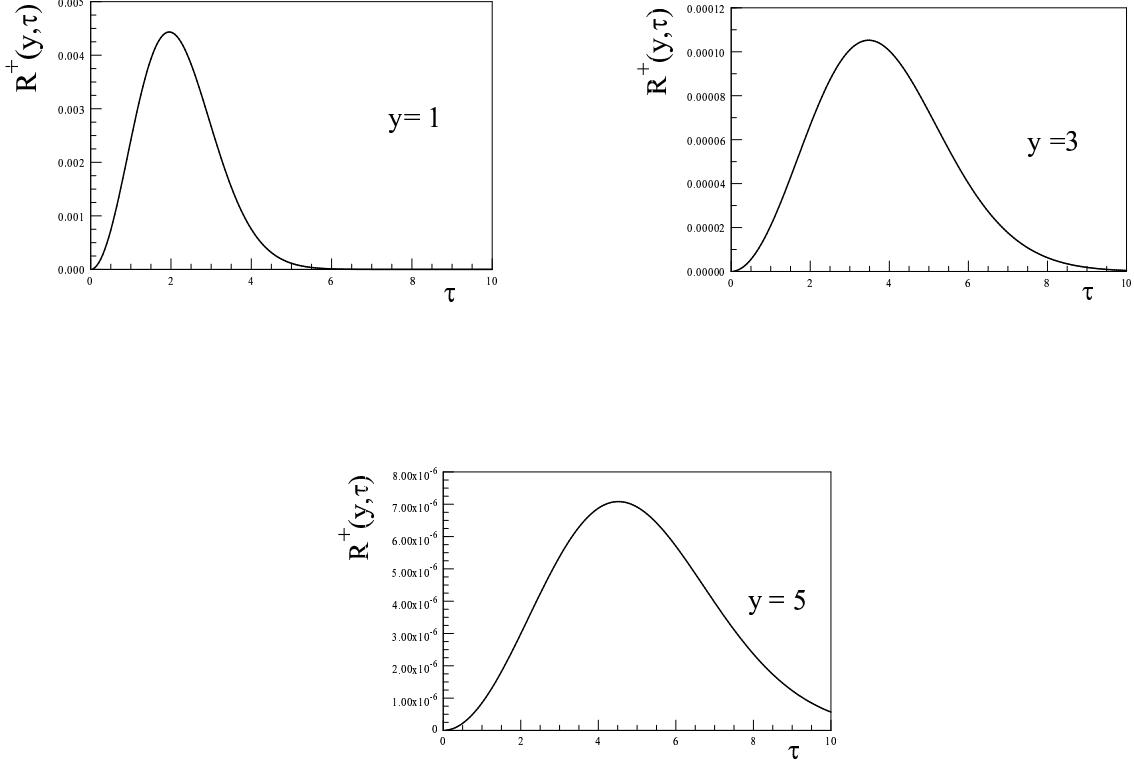 R⁺(y,τ)
0.005
0.004
0.003
0.002
0.001
0.000
y= 1
0 2 4 6 8 10
τ
R⁺(y,τ)
0.00012
0.00010
0.00008
0.00006
0.00004
0.00002
0.00000
y =3
0 2 4 6 8 10
τ
R⁺(y,τ)
8.00x10⁻⁶
7.00x10⁻⁶
6.00x10⁻⁶
5.00x10⁻⁶
4.00x10⁻⁶
3.00x10⁻⁶
2.00x10⁻⁶
1.00x10⁻⁶
0
y = 5
0 2 4 6 8 10
τ